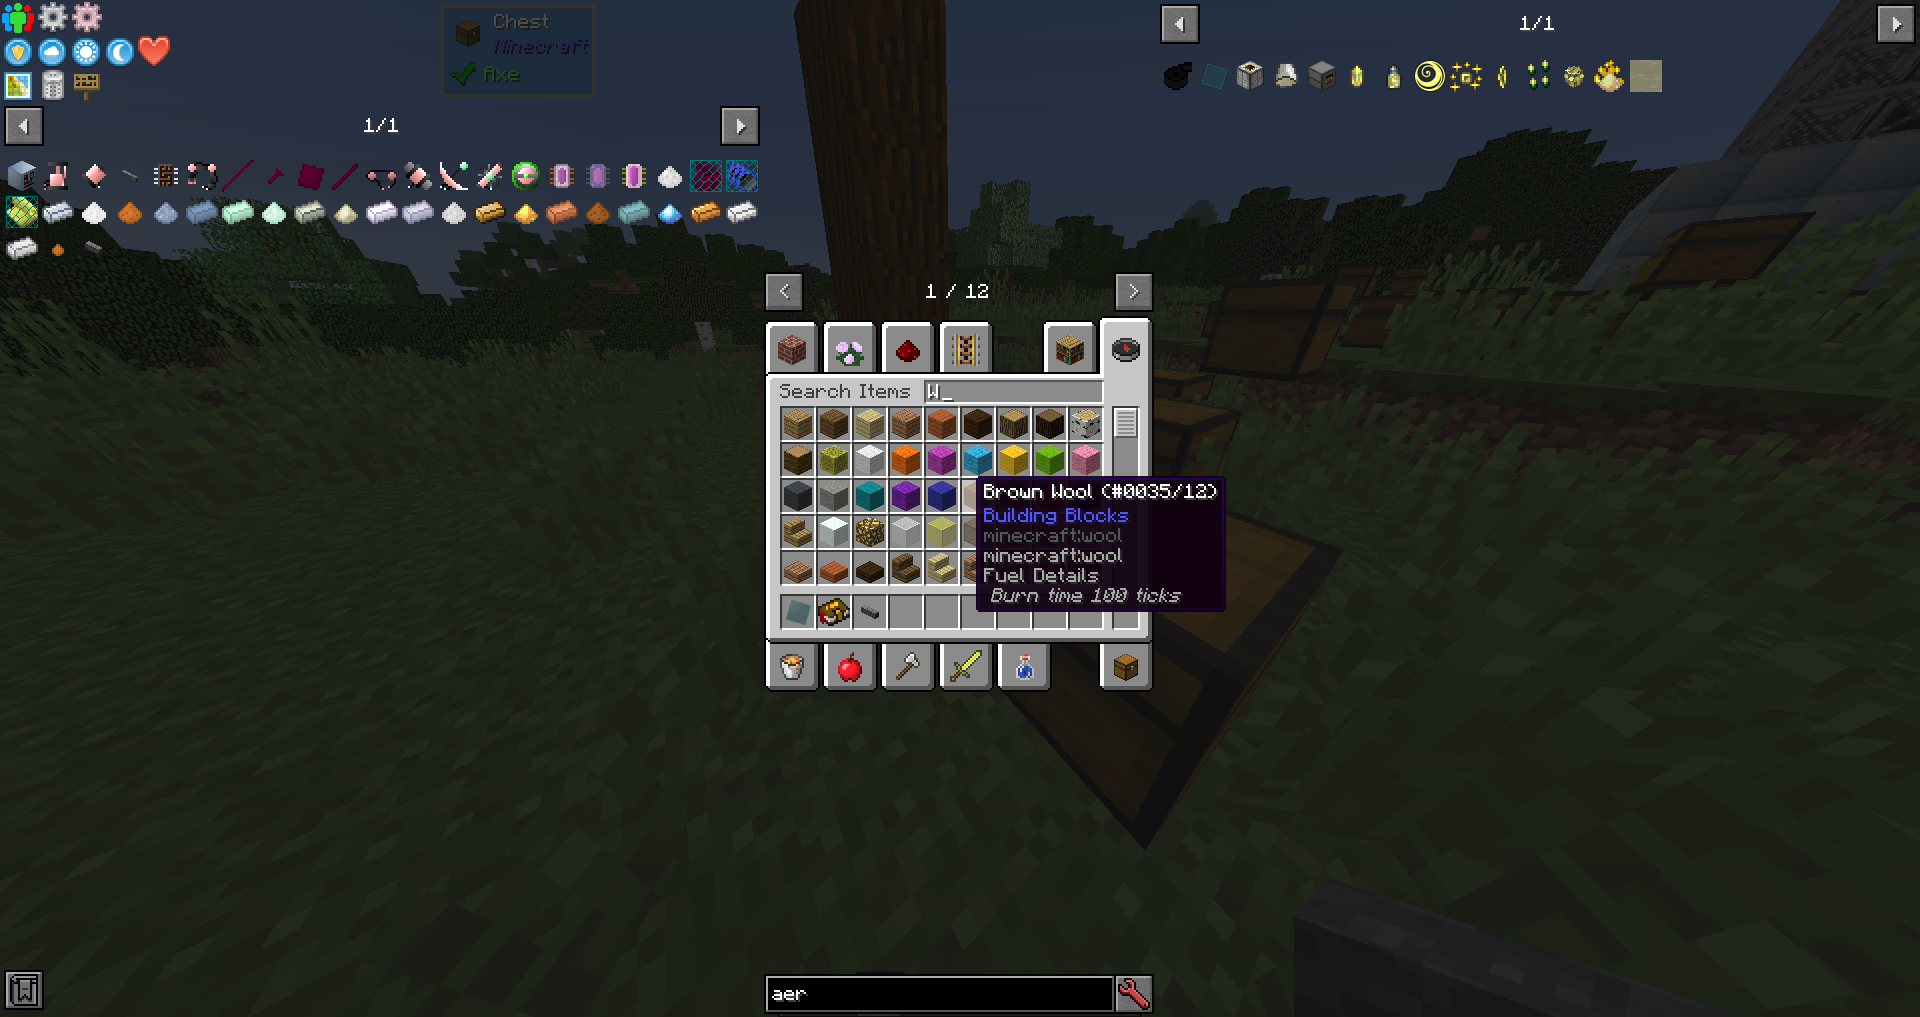 Chest
Minecraft
Axe
1/1
1/1
1 / 12
Search Items W_
Brown Wool (#0035/12)
Building Blocks
minecraft:wool
minecraft:wool
Fuel Details
Burn time 100 ticks
aer